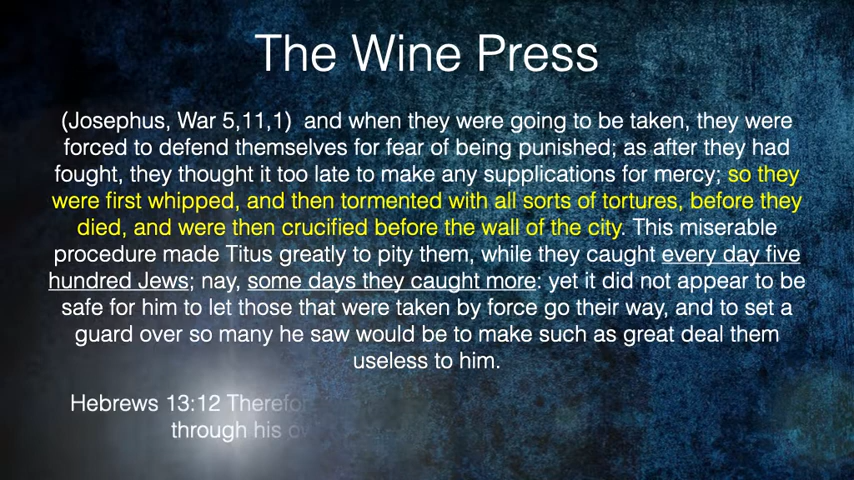 The Wine Press
(Josephus, War 5,11,1) and when they were going to be taken, they were
forced to defend themselves for fear of being punished; as after they had
fought, they thought it too late to make any supplications for mercy; so they
were first whipped, and then tormented with all sorts of tortures, before they
died, and were then crucified before the wall of the city. This miserable
procedure made Titus greatly to pity them, while they caught every day five
hundred Jews; nay, some days they caught more: yet it did not appear to be
safe for him to let those that were taken by force go their way, and to set a
guard over so many he saw would be to make such as great deal them
useless to him.
Hebrews 13:12
through his